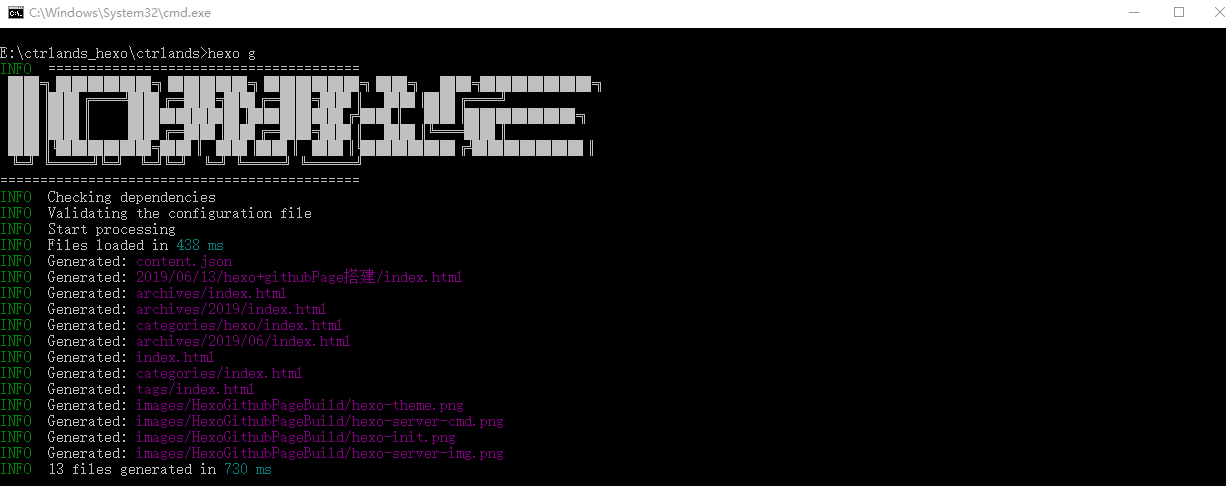 C:\Windows\System32\cmd.exe
E:\ctrlands_hexo\ctrlands>hexo g
INFO  =======================================
=============================================
INFO  Checking dependencies
INFO  Validating the configuration file
INFO  Start processing
INFO  Files loaded in 438 ms
INFO  Generated: content.json
INFO  Generated: 2019/06/13/hexo+githubPage搭建/index.html
INFO  Generated: archives/index.html
INFO  Generated: archives/2019/index.html
INFO  Generated: categories/hexo/index.html
INFO  Generated: archives/2019/06/index.html
INFO  Generated: index.html
INFO  Generated: categories/index.html
INFO  Generated: tags/index.html
INFO  Generated: images/HexoGithubPageBuild/hexo-theme.png
INFO  Generated: images/HexoGithubPageBuild/hexo-server-cmd.png
INFO  Generated: images/HexoGithubPageBuild/hexo-init.png
INFO  Generated: images/HexoGithubPageBuild/hexo-server-img.png
INFO  13 files generated in 730 ms